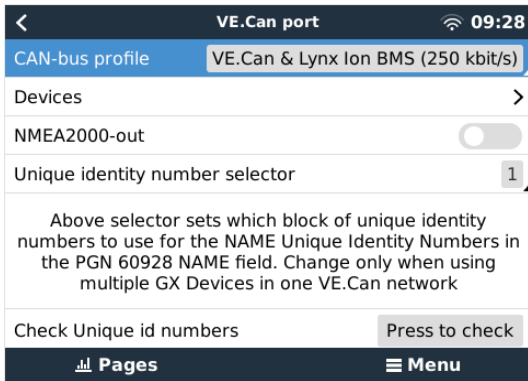 VE.Can port 09:28
CAN-bus profile VE.Can & Lynx Ion BMS (250 kbit/s)
Devices
NMEA2000-out
Unique identity number selector 1
Above selector sets which block of unique identity
numbers to use for the NAME Unique Identity Numbers in
the PGN 60928 NAME field. Change only when using
multiple GX Devices in one VE.Can network
Check Unique id numbers Press to check
Pages Menu